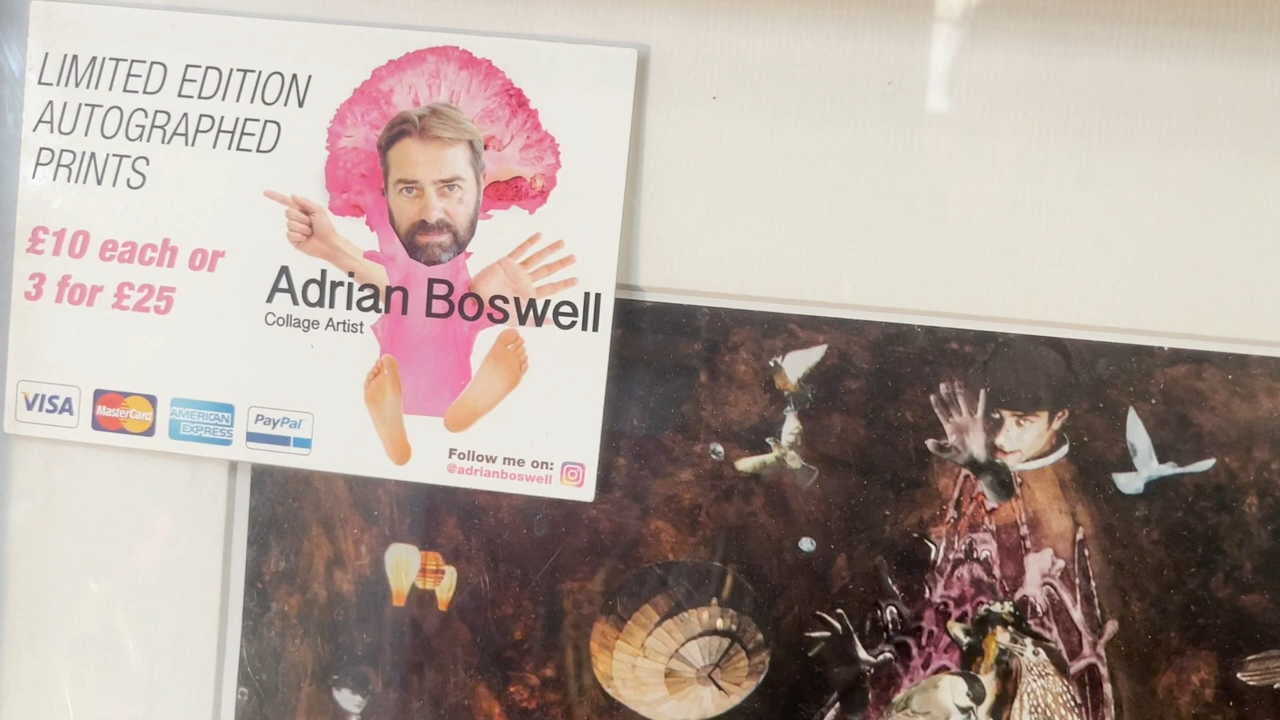 LIMITED EDITION
AUTOGRAPHED
PRINTS
£10 each or
3 for £25
Adrian Boswell
Collage Artist
VISA
MasterCard
AMERICAN
EXPRESS
PayPal
Follow me on:
@adrianboswell